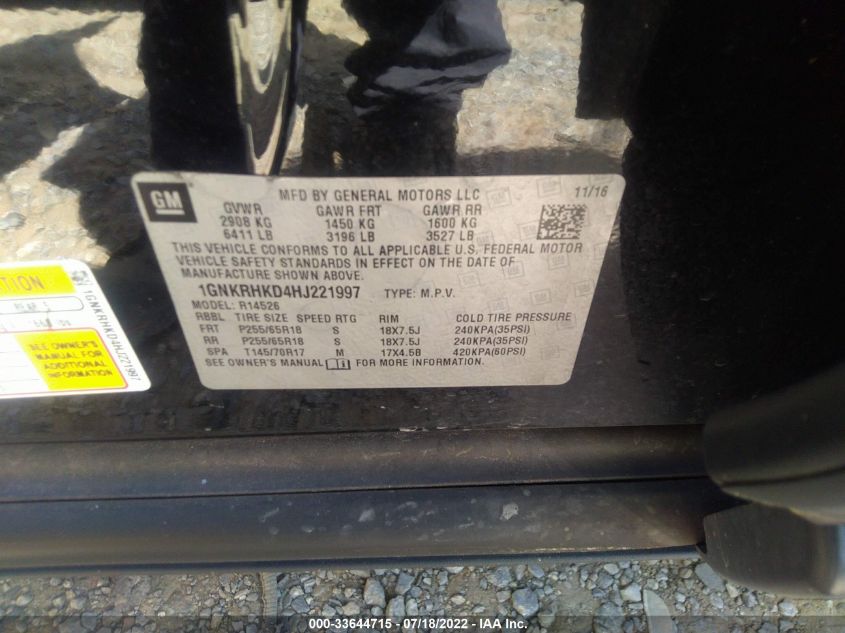 GM
MFD BY GENERAL MOTORS LLC 11/16
GVWR GAWR FRT GAWR RR
2908 KG 1450 KG 1600 KG
6411 LB 3196 LB 3527 LB
THIS VEHICLE CONFORMS TO ALL APPLICABLE U.S. FEDERAL MOTOR
VEHICLE SAFETY STANDARDS IN EFFECT ON THE DATE OF
MANUFACTURE SHOWN ABOVE.
1GNKRHKD4HJ221997 TYPE: M.P.V.
MODEL: R14526
RBBL TIRE SIZE SPEED RTG RIM COLD TIRE PRESSURE
FRT P255/65R18 S 18X7.5J 240KPA(35PSI)
RR P255/65R18 S 18X7.5J 240KPA(35PSI)
SPA T145/70R17 M 17X4.5B 420KPA(60PSI)
SEE OWNER'S MANUAL FOR MORE INFORMATION.
REAR
SEE OWNER'S
MANUAL FOR
ADDITIONAL
INFORMATION
1GNKRHKD4HJ221997
000-33644715 - 07/18/2022 - IAA Inc.